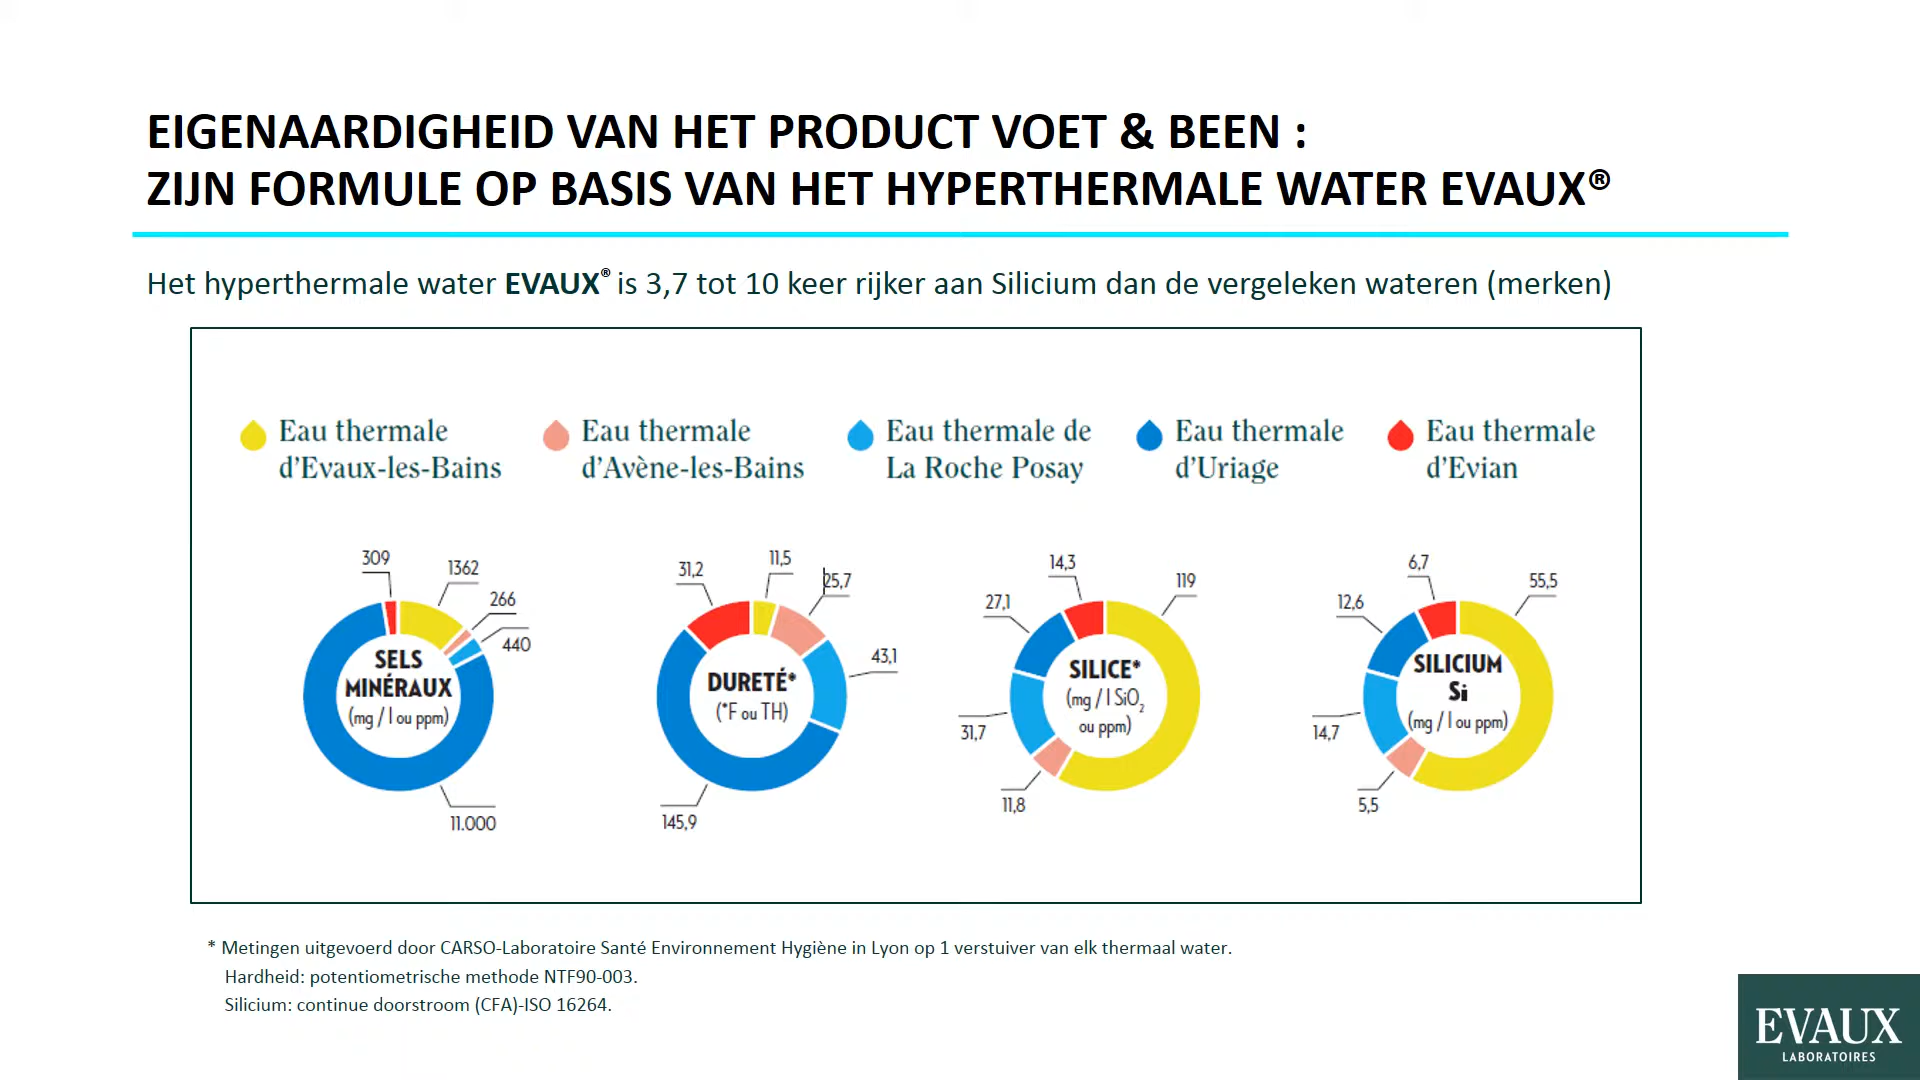 EIGENAARDIGHEID VAN HET PRODUCT VOET & BEEN :
ZIJN FORMULE OP BASIS VAN HET HYPERTHERMALE WATER EVAUX®
Het hyperthermale water EVAUX® is 3,7 tot 10 keer rijker aan Silicium dan de vergeleken wateren (merken)
Eau thermale
d’Evaux-les-Bains
Eau thermale
d’Avène-les-Bains
Eau thermale de
La Roche Posay
Eau thermale
d’Uriage
Eau thermale
d’Evian
309
1362
266
440
SELS
MINÉRAUX
(mg / l ou ppm)
11.000
31,2
11,5
25,7
43,1
DURETÉ*
(°F ou TH)
145,9
14,3
119
27,1
SILICE*
(mg / l SiO₂
ou ppm)
31,7
11,8
6,7
55,5
12,6
SILICIUM
Si
(mg / l ou ppm)
14,7
5,5
* Metingen uitgevoerd door CARSO-Laboratoire Santé Environnement Hygiène in Lyon op 1 verstuiver van elk thermaal water.
Hardheid: potentiometrische methode NTF90-003.
Silicium: continue doorstroom (CFA)-ISO 16264.
EVAUX
LABORATOIRES